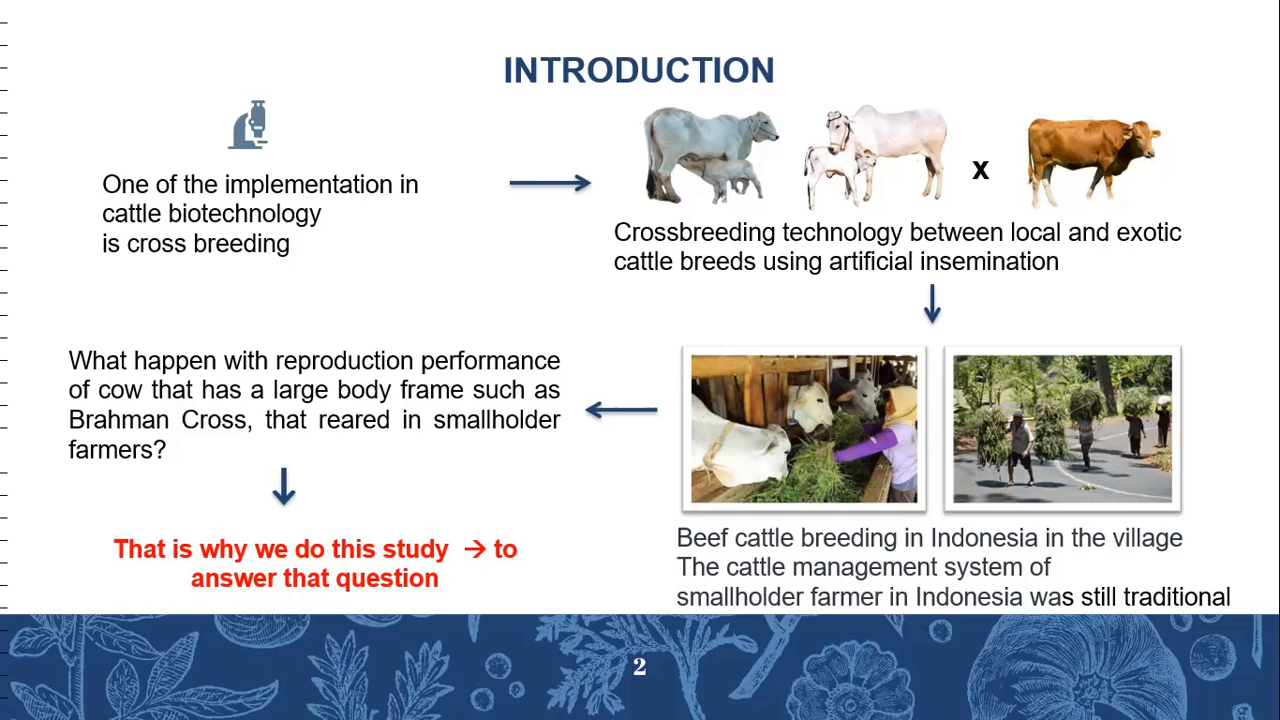 INTRODUCTION
One of the implementation in
cattle biotechnology
is cross breeding
x
Crossbreeding technology between local and exotic
cattle breeds using artificial insemination
Beef cattle breeding in Indonesia in the village
The cattle management system of
smallholder farmer in Indonesia was still traditional
What happen with reproduction performance
of cow that has a large body frame such as
Brahman Cross, that reared in smallholder
farmers?
That is why we do this study → to
answer that question
2